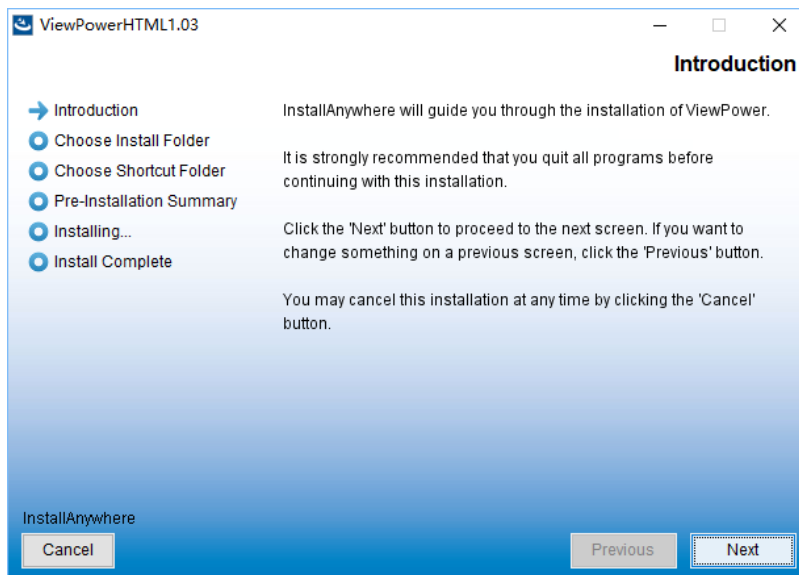 ViewPowerHTML1.03
Introduction
Introduction
Choose Install Folder
Choose Shortcut Folder
Pre-Installation Summary
Installing...
Install Complete
InstallAnywhere will guide you through the installation of ViewPower.
It is strongly recommended that you quit all programs before
continuing with this installation.
Click the 'Next' button to proceed to the next screen. If you want to
change something on a previous screen, click the 'Previous' button.
You may cancel this installation at any time by clicking the 'Cancel'
button.
InstallAnywhere
Cancel
Previous
Next